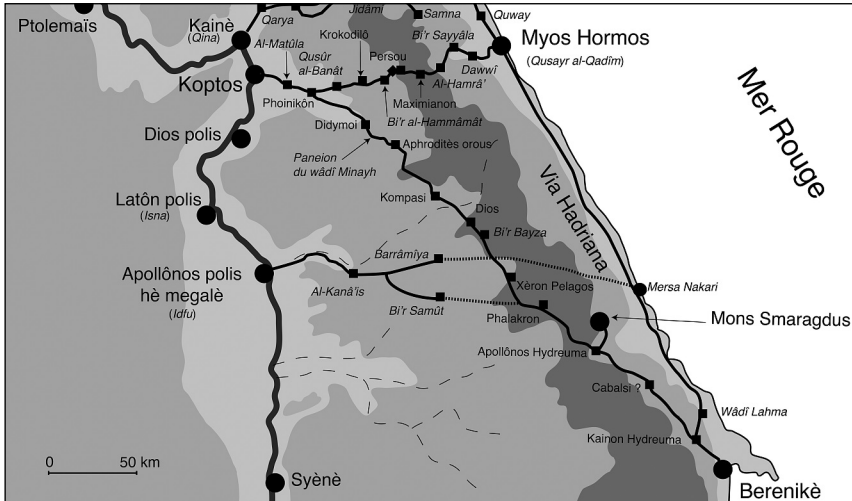 Ptolemaïs
Kainè
(Qina)
Qarya
Jidâmi
Samna
Quway
Al-Matûla
Krokodilô
Bi'r Sayyâla
Myos Hormos
(Qusayr al-Qadîm)
Qusûr
al-Banât
Persou
Dawwî
Koptos
Al-Hamrâ'
Phoinikôn
Maximianon
Bi'r al-Hammâmât
Mer Rouge
Dios polis
Didymoi
Aphroditès orous
Paneion
du wâdî Minayh
Latôn polis
(Isna)
Kompasi
Dios
Via Hadriana
Bi'r Bayza
Barrâmîya
Apollônos polis
hè megalè
(Idfu)
Al-Kanâ'is
Xèron Pelagos
Mersa Nakari
Bi'r Samût
Phalakron
Mons Smaragdus
Apollônos Hydreuma
Cabalsi ?
Wâdî Lahma
Kainon Hydreuma
0 50 km
Syènè
Berenikè